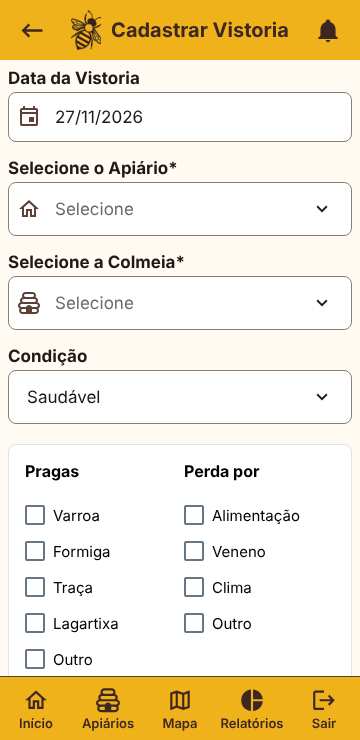 Cadastrar Vistoria
Data da Vistoria
27/11/2026
Selecione o Apiário*
Selecione
Selecione a Colmeia*
Selecione
Condição
Saudável
Pragas
Perda por
Varroa
Alimentação
Formiga
Veneno
Traça
Clima
Lagartixa
Outro
Outro
Início
Apiários
Mapa
Relatórios
Sair